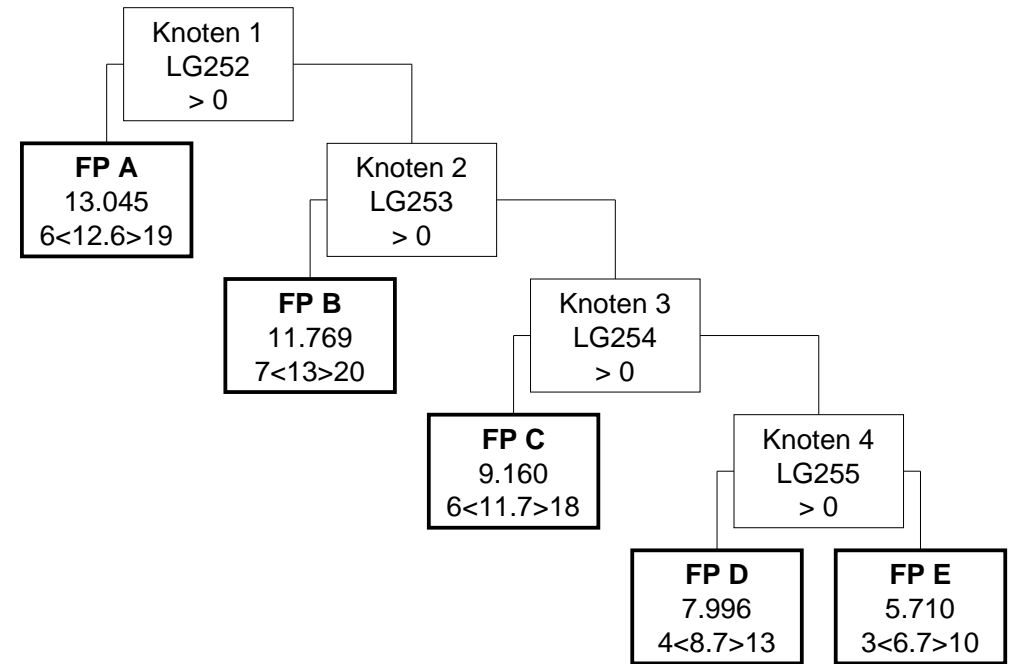 Knoten 1
LG252
> 0
FP A
13.045
6<12.6>19
Knoten 2
LG253
> 0
FP B
11.769
7<13>20
Knoten 3
LG254
> 0
FP C
9.160
6<11.7>18
Knoten 4
LG255
> 0
FP D
7.996
4<8.7>13
FP E
5.710
3<6.7>10